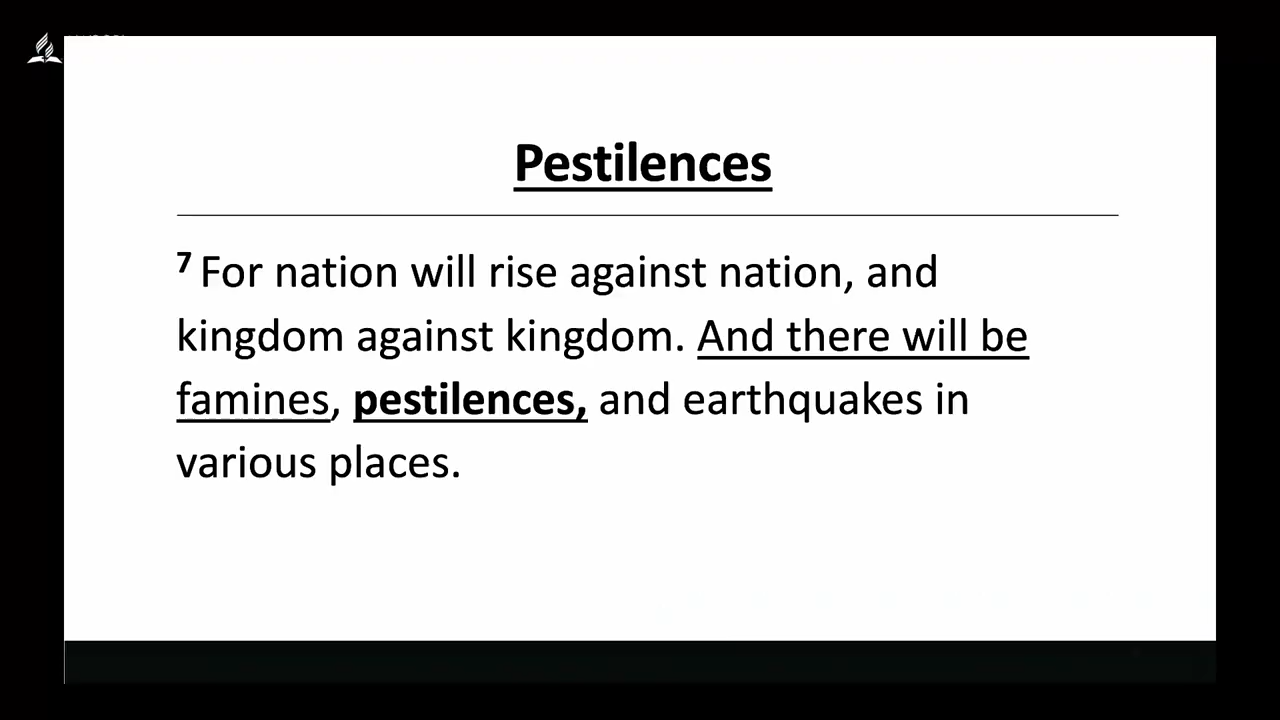 Pestilences
7 For nation will rise against nation, and
kingdom against kingdom. And there will be
famines, pestilences, and earthquakes in
various places.